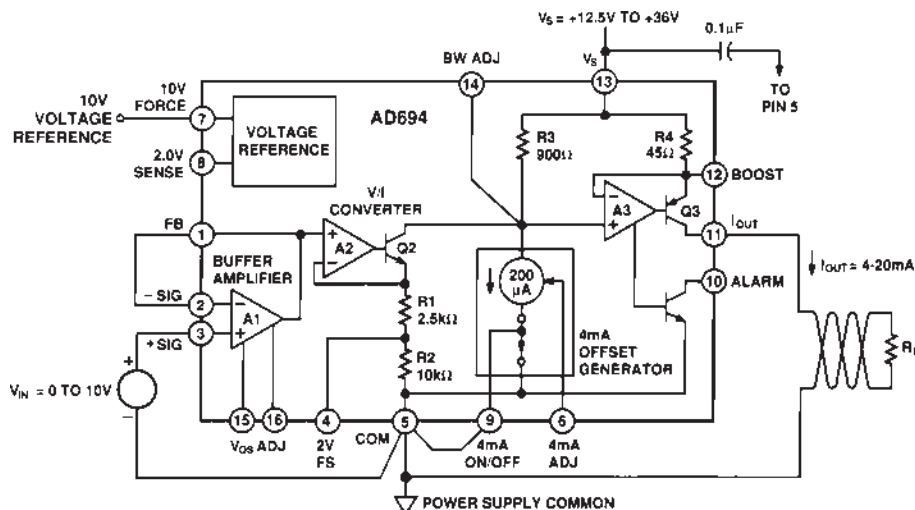 VS = +12.5V TO +36V
0.1μF
BW ADJ
VS
14
13
TO
PIN 5
10V
FORCE
10V
VOLTAGE
REFERENCE
7
VOLTAGE
REFERENCE
AD694
2.0V
SENSE
8
R3
900Ω
R4
45Ω
12
BOOST
V/I
CONVERTER
FB
1
A2
Q2
A3
Q3
IOUT
11
BUFFER
AMPLIFIER
200
μA
IOUT = 4-20mA
10
ALARM
– SIG
2
A1
R1
2.5kΩ
+SIG
3
4mA
OFFSET
GENERATOR
R2
10kΩ
VIN = 0 TO 10V
15
16
4
5
9
6
VOS ADJ
2V
FS
COM
4mA
ON/OFF
4mA
ADJ
POWER SUPPLY COMMON